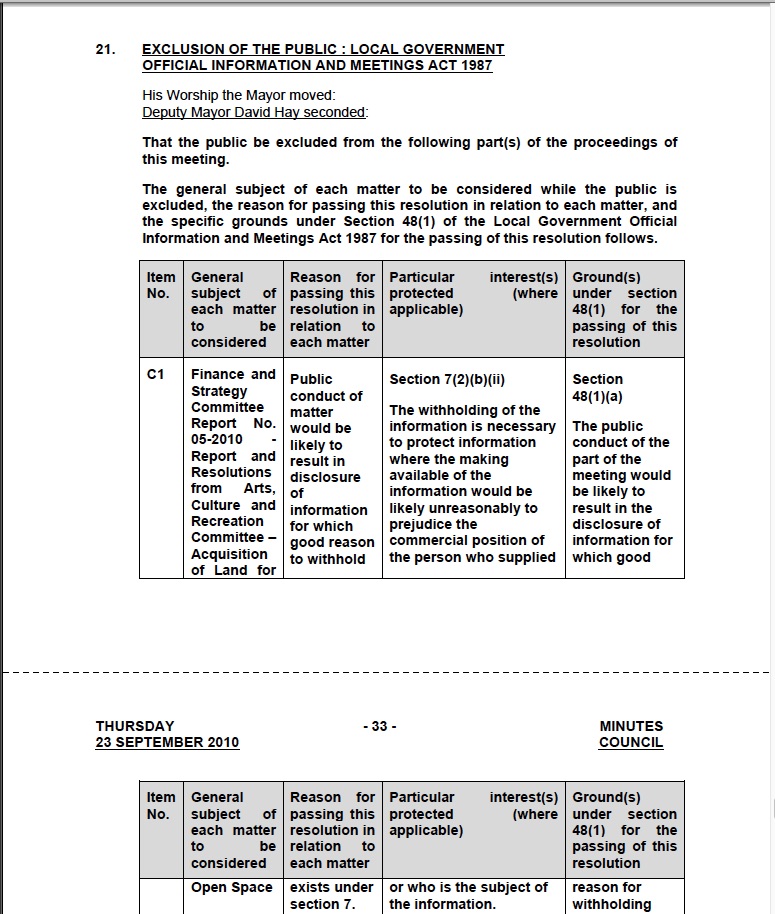 21. EXCLUSION OF THE PUBLIC : LOCAL GOVERNMENT
OFFICIAL INFORMATION AND MEETINGS ACT 1987
His Worship the Mayor moved:
Deputy Mayor David Hay seconded:
That the public be excluded from the following part(s) of the proceedings of
this meeting.
The general subject of each matter to be considered while the public is
excluded, the reason for passing this resolution in relation to each matter, and
the specific grounds under Section 48(1) of the Local Government Official
Information and Meetings Act 1987 for the passing of this resolution follows.
Item
No.
General
subject of
each matter
to be
considered
Reason for
passing this
resolution in
relation to
each matter
Particular interest(s)
protected (where
applicable)
Ground(s)
under section
48(1) for the
passing of this
resolution
C1
Finance and
Strategy
Committee
Report No.
05-2010 -
Report and
Resolutions
from Arts,
Culture and
Recreation
Committee –
Acquisition
of Land for
Public
conduct of
matter
would be
likely to
result in
disclosure
of
information
for which
good reason
to withhold
Section 7(2)(b)(ii)
The withholding of the
information is necessary
to protect information
where the making
available of the
information would be
likely unreasonably to
prejudice the
commercial position of
the person who supplied
Section
48(1)(a)
The public
conduct of the
part of the
meeting would
be likely to
result in the
disclosure of
information for
which good
THURSDAY - 33 - MINUTES
23 SEPTEMBER 2010 COUNCIL
Item
No.
General
subject of
each matter
to be
considered
Reason for
passing this
resolution in
relation to
each matter
Particular interest(s)
protected (where
applicable)
Ground(s)
under section
48(1) for the
passing of this
resolution
Open Space
exists under
section 7.
or who is the subject of
the information.
reason for
withholding